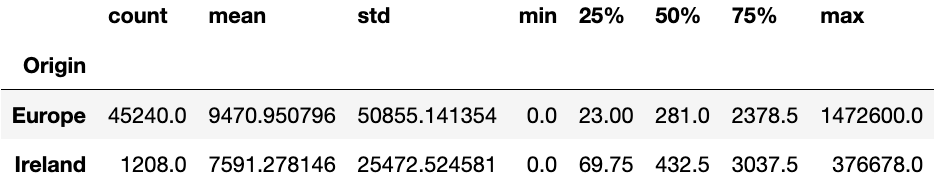 count mean std min 25% 50% 75% max
Origin
Europe 45240.0 9470.950796 50855.141354 0.0 23.00 281.0 2378.5 1472600.0
Ireland 1208.0 7591.278146 25472.524581 0.0 69.75 432.5 3037.5 376678.0